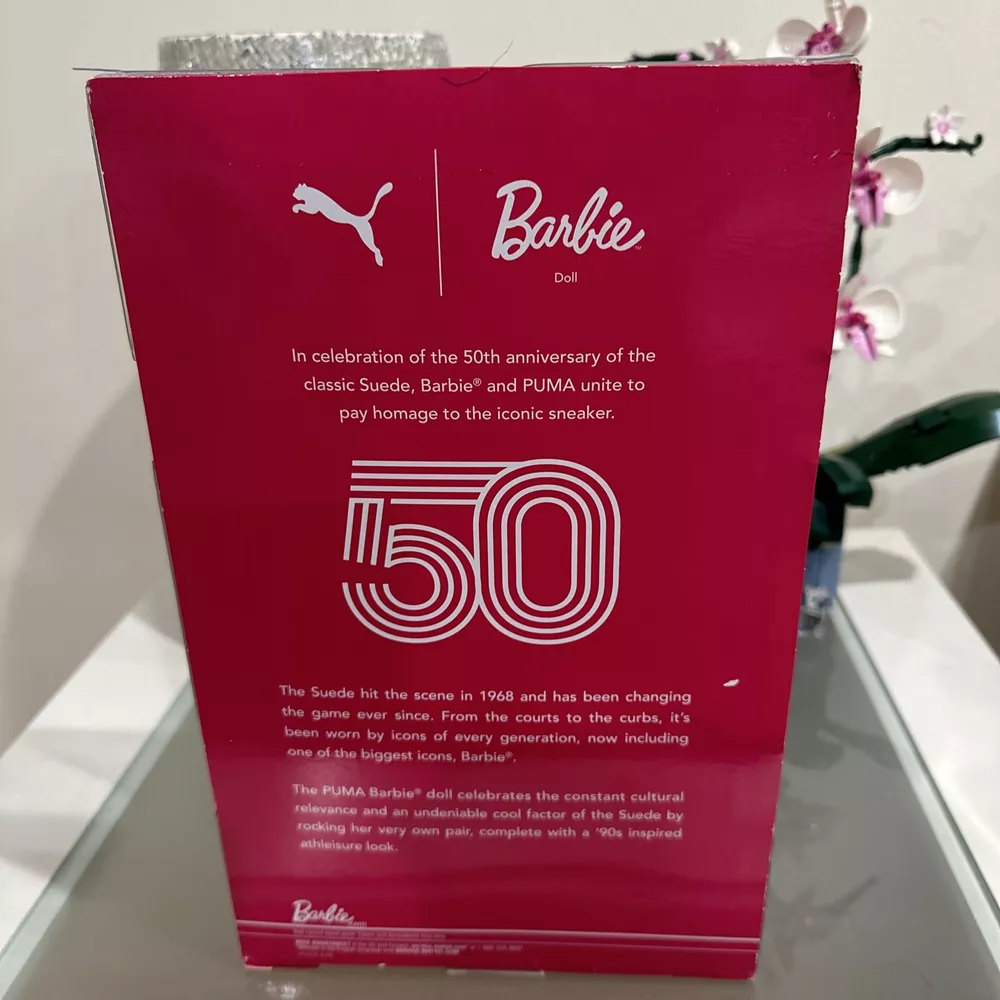 Barbie™
Doll
In celebration of the 50th anniversary of the
classic Suede, Barbie® and PUMA unite to
pay homage to the iconic sneaker.
50
The Suede hit the scene in 1968 and has been changing
the game ever since. From the courts to the curbs, it's
been worn by icons of every generation, now including
one of the biggest icons, Barbie®.
The PUMA Barbie® doll celebrates the constant cultural
relevance and an undeniable cool factor of the Suede by
rocking her very own pair, complete with a '90s inspired
athleisure look.
Barbie.com